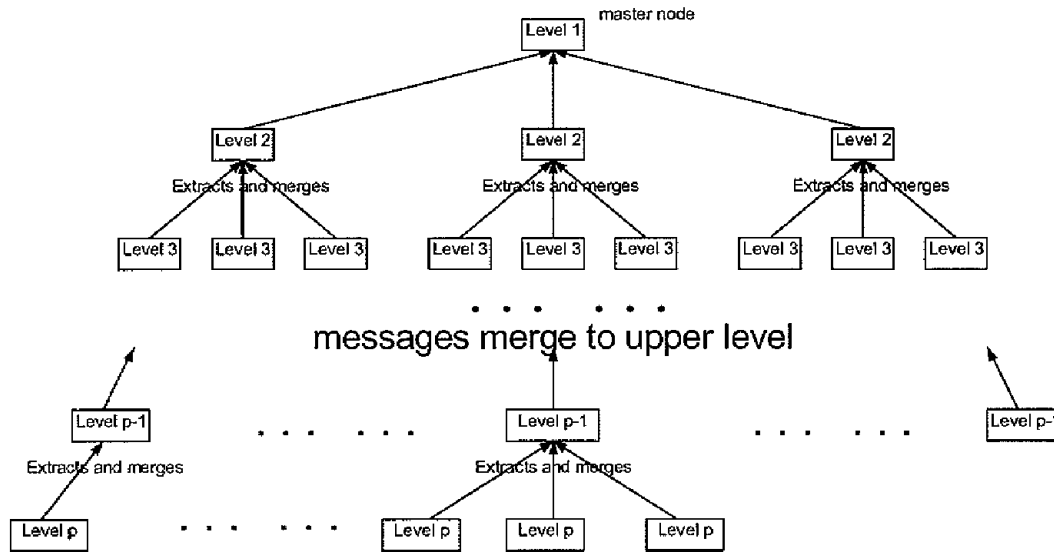 master node
Level 1
Level 2 Level 2 Level 2
Extracts and merges Extracts and merges Extracts and merges
Level 3 Level 3 Level 3 Level 3 Level 3 Level 3 Level 3 Level 3 Level 3
. . . . . .
messages merge to upper level
Level p-1 . . . . . . Level p-1 . . . . . . Level p-1
Extracts and merges Extracts and merges
Level p . . . . . . Level p Level p Level p